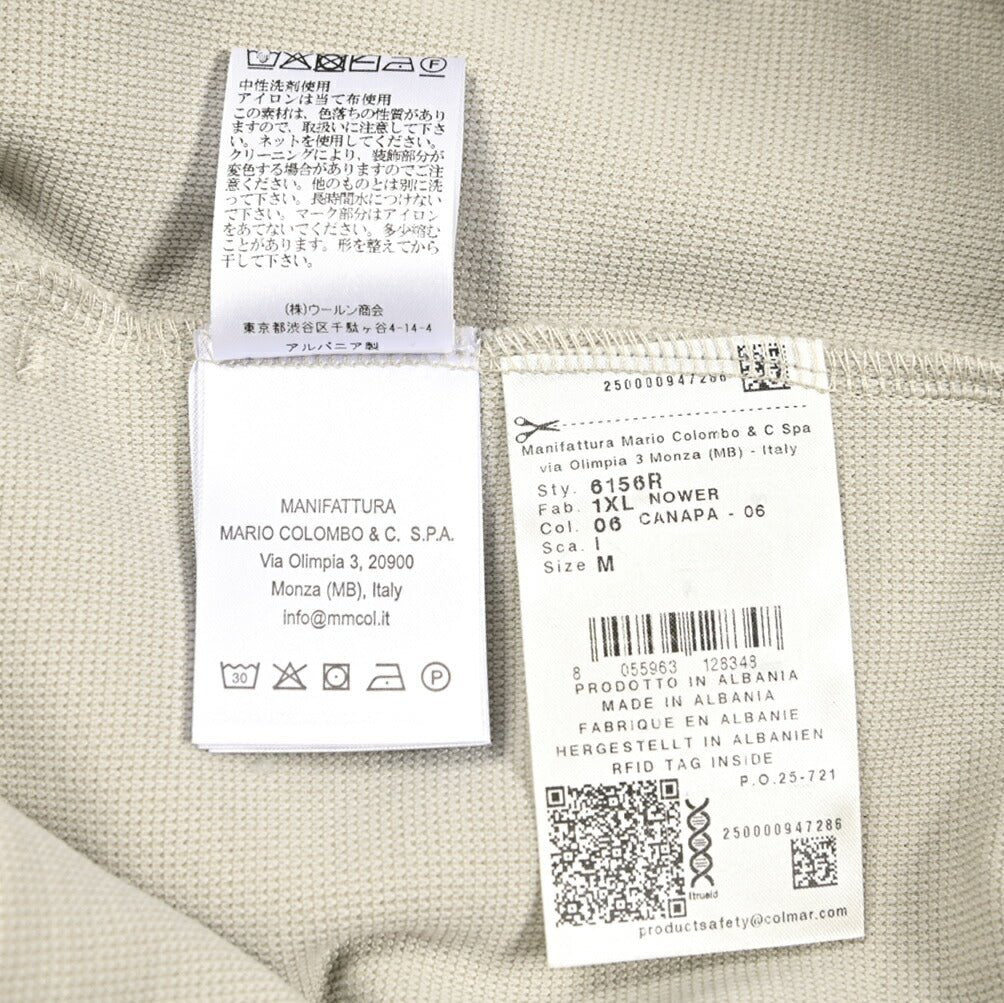 中性洗剤使用
アイロンは当て布使用
この素材は、色落ちの性質があり
ますので、取扱いに注意して下さ
い。ネットを使用してください。
クリーニングにより、装飾部分が
変色する場合がありますのでご注
意ください。他のものとは別に洗
って下さい。長時間水につけない
で下さい。マーク部分はアイロン
をあてないでください。多少縮む
ことがあります。形を整えてから
干して下さい。
(株)ウールン商会
東京都渋谷区千駄ヶ谷4-14-4
アルバニア製
MANIFATTURA
MARIO COLOMBO & C. S.P.A.
Via Olimpia 3, 20900
Monza (MB), Italy
info@mmcol.it
30
P
F
250000947286
Manifattura Mario Colombo & C Spa
via Olimpia 3 Monza (MB) - Italy
Sty. 6156R
Fab. 1XL NOWER
Col. 06 CANAPA - 06
Sca. I
Size M
8 055963 128348
PRODOTTO IN ALBANIA
MADE IN ALBANIA
FABRIQUE EN ALBANIE
HERGESTELLT IN ALBANIEN
RFID TAG INSIDE
P.O.25-721
250000947286
itrueid
productsafety@colmar.com